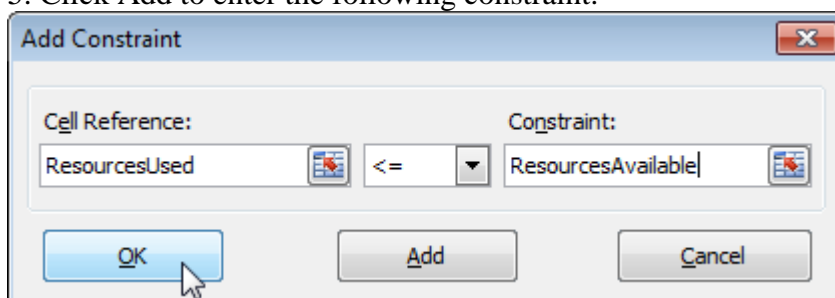 5. Click Add to enter the following constraint.
Add Constraint
Cell Reference: Constraint:
ResourcesUsed <= ResourcesAvailable
OK Add Cancel